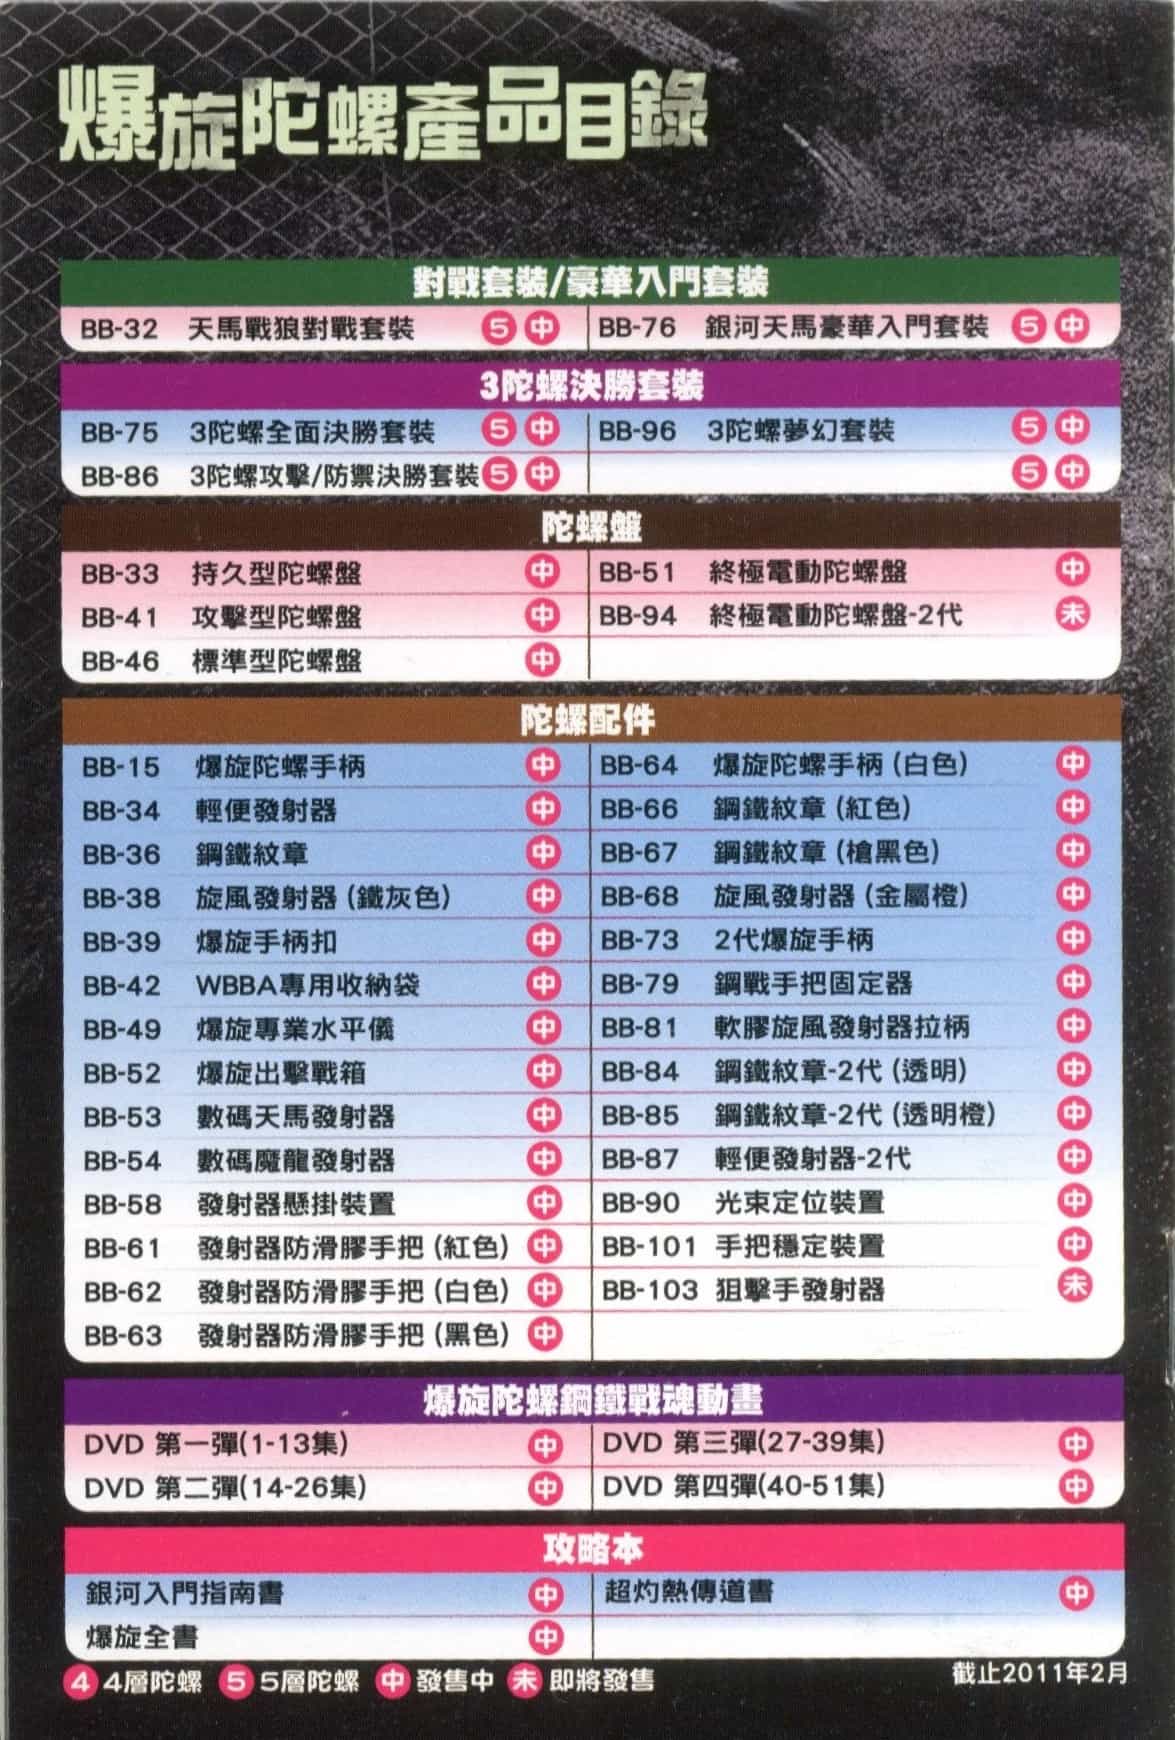 爆旋陀螺產品目錄
對戰套裝/豪華入門套裝
BB-32 天馬戰狼對戰套裝 5 中 BB-76 銀河天馬豪華入門套裝 5 中
3陀螺決勝套裝
BB-75 3陀螺全面決勝套裝 5 中 BB-96 3陀螺夢幻套裝 5 中
BB-86 3陀螺攻擊/防禦決勝套裝 5 中 5 中
陀螺盤
BB-33 持久型陀螺盤 中 BB-51 終極電動陀螺盤 中
BB-41 攻擊型陀螺盤 中 BB-94 終極電動陀螺盤-2代 未
BB-46 標準型陀螺盤 中
陀螺配件
BB-15 爆旋陀螺手柄 中 BB-64 爆旋陀螺手柄 (白色) 中
BB-34 輕便發射器 中 BB-66 鋼鐵紋章 (紅色) 中
BB-36 鋼鐵紋章 中 BB-67 鋼鐵紋章 (槍黑色) 中
BB-38 旋風發射器 (鐵灰色) 中 BB-68 旋風發射器 (金屬橙) 中
BB-39 爆旋手柄扣 中 BB-73 2代爆旋手柄 中
BB-42 WBBA專用收納袋 中 BB-79 鋼戰手把固定器 中
BB-49 爆旋專業水平儀 中 BB-81 軟膠旋風發射器拉柄 中
BB-52 爆旋出擊戰箱 中 BB-84 鋼鐵紋章-2代 (透明) 中
BB-53 數碼天馬發射器 中 BB-85 鋼鐵紋章-2代 (透明橙) 中
BB-54 數碼魔龍發射器 中 BB-87 輕便發射器-2代 中
BB-58 發射器懸掛裝置 中 BB-90 光束定位裝置 中
BB-61 發射器防滑膠手把 (紅色) 中 BB-101 手把穩定裝置 中
BB-62 發射器防滑膠手把 (白色) 中 BB-103 狙擊手發射器 未
BB-63 發射器防滑膠手把 (黑色) 中
爆旋陀螺鋼鐵戰魂動畫
DVD 第一彈(1-13集) 中 DVD 第三彈(27-39集) 中
DVD 第二彈(14-26集) 中 DVD 第四彈(40-51集) 中
攻略本
銀河入門指南書 中 超灼熱傳道書 中
爆旋全書 中
4 4層陀螺 5 5層陀螺 中 發售中 未 即將發售 截止2011年2月